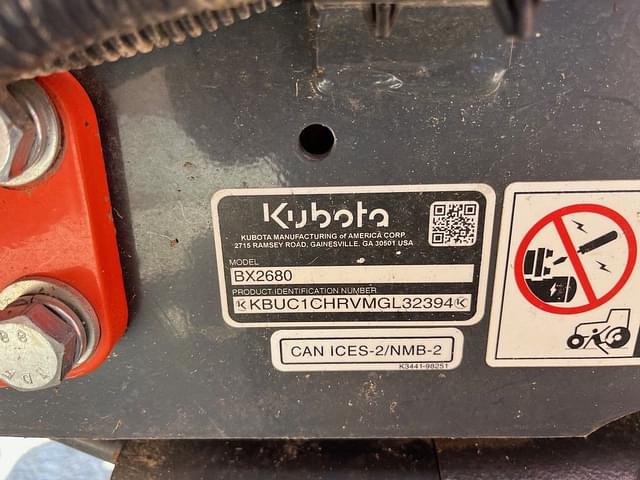 Kubota
KUBOTA MANUFACTURING of AMERICA CORP.
2715 RAMSEY ROAD, GAINESVILLE, GA 30501 USA
MODEL
BX2680
PRODUCT IDENTIFICATION NUMBER
KBUC1CHRVMGL32394
CAN ICES-2/NMB-2
K3441-98251